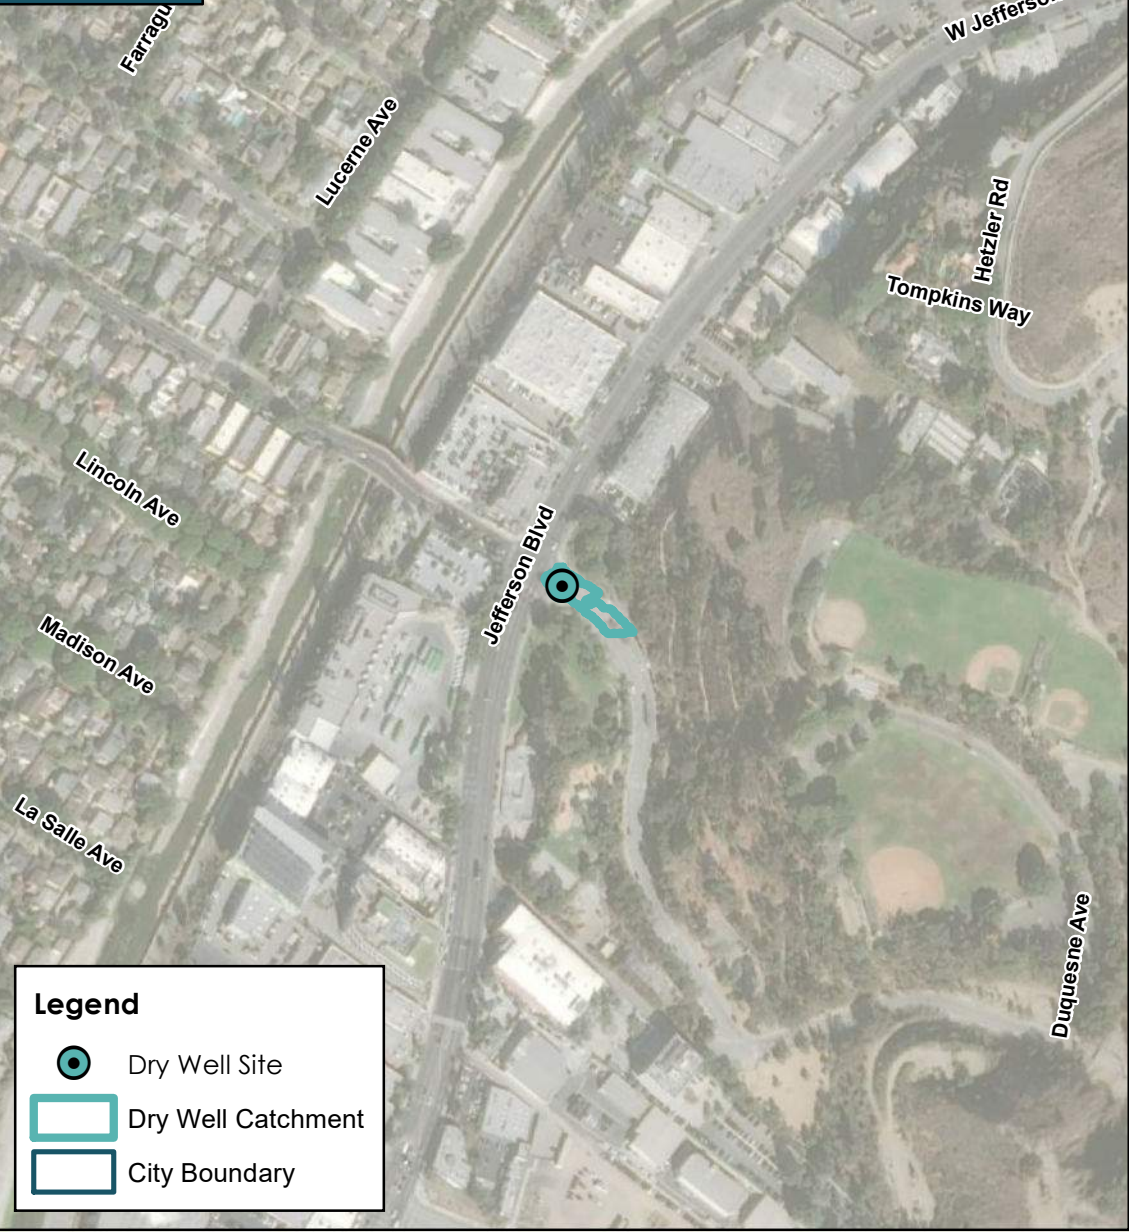 W Jefferso
Farragu
Lucerne Ave
Hetzler Rd
Tompkins Way
Lincoln Ave
Jefferson Blvd
Madison Ave
La Salle Ave
Duquesne Ave
Legend
Dry Well Site
Dry Well Catchment
City Boundary